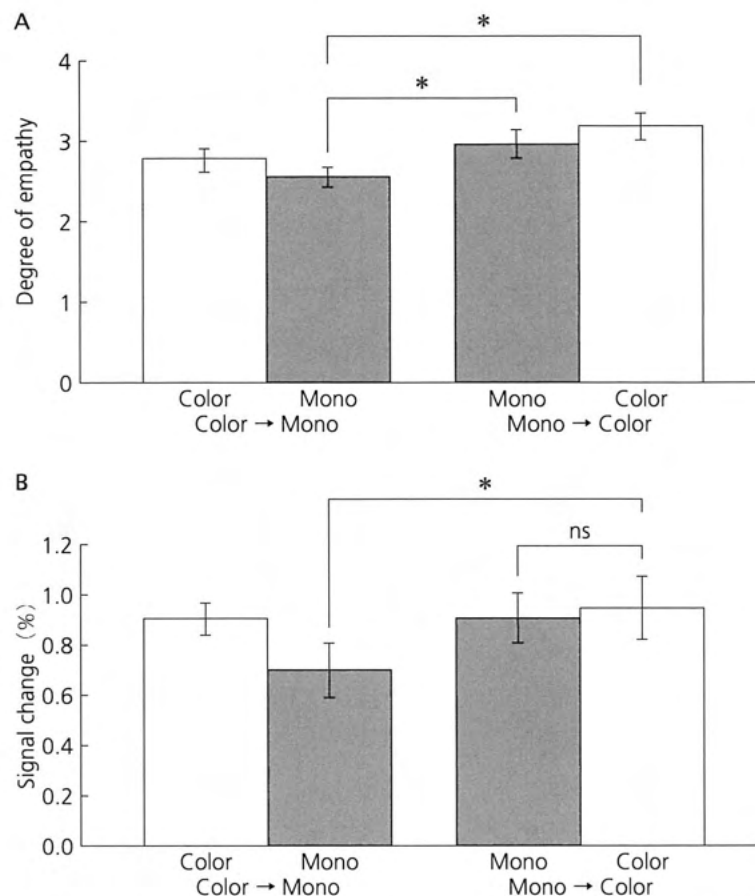 A
*
*
4
3
2
1
0
Degree of empathy
Color Mono Mono Color
Color → Mono Mono → Color
B
*
ns
1.2
1.0
0.8
0.6
0.4
0.2
0.0
Signal change (%)
Color Mono Mono Color
Color → Mono Mono → Color